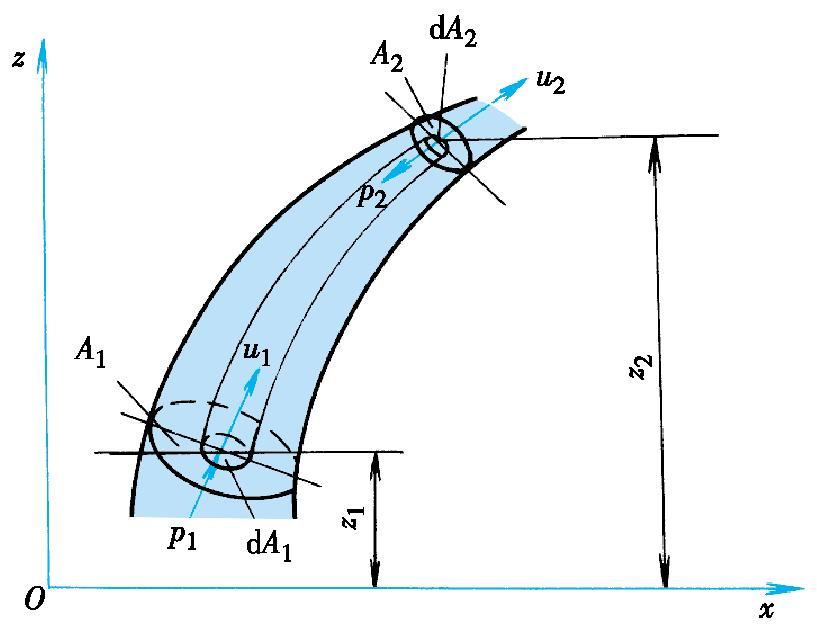 dA₂
A₂
z
u₂
p₂
A₁
u₁
z₂
z₁
p₁
dA₁
O
x